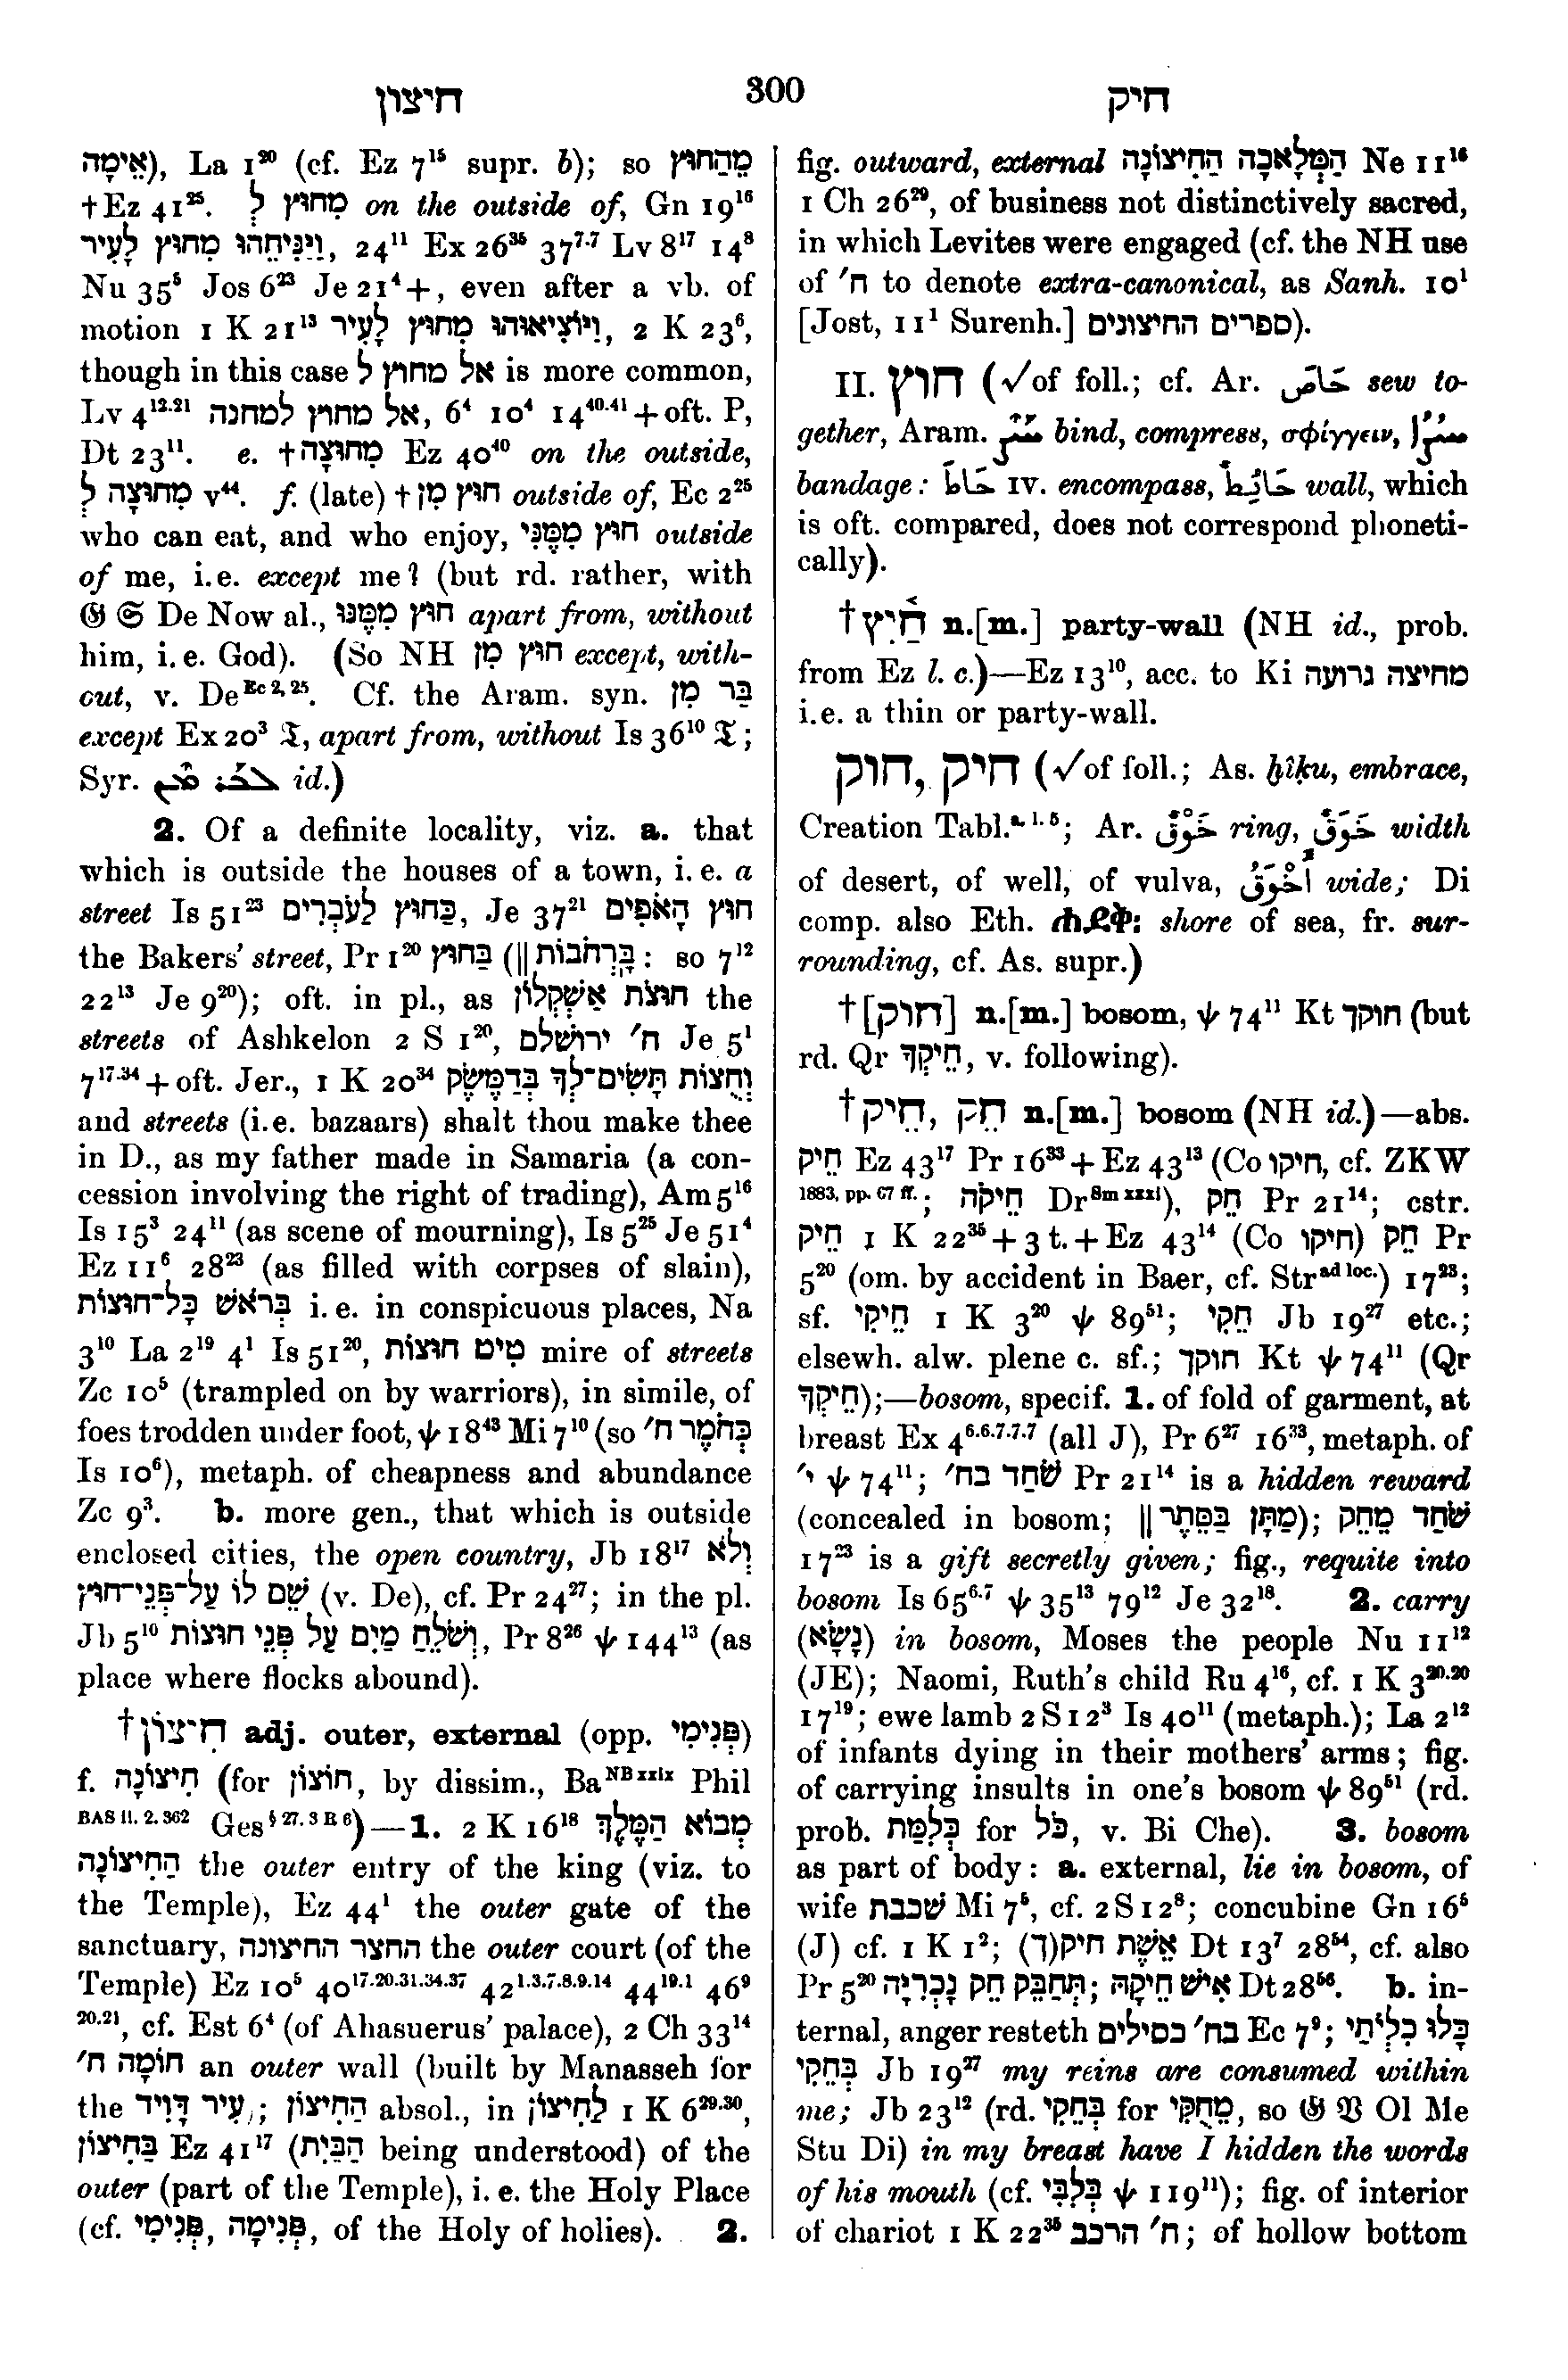 חיצון
300
חיק
אֵימָה), La 1²⁰ (cf. Ez 7¹⁵ supr. b); so מֵהַחוּץ
†Ez 41²⁵. מִחוּץ לְ on the outside of, Gn 19¹⁶
וַיַּנִּיחֻהוּ מִחוּץ לָעִיר, 24¹¹ Ex 26³⁵ 37⁷·⁷ Lv 8¹⁷ 14⁸
Nu 35⁵ Jos 6²³ Je 21⁴+, even after a vb. of
motion 1 K 21¹³ וַיּוֹצִיאוּהוּ מִחוּץ לָעִיר, 2 K 23⁶,
though in this case אל מחוץ ל is more common,
Lv 4¹²·²¹ אל מחוץ למחנה, 6⁴ 10⁴ 14⁴⁰·⁴¹+oft. P,
Dt 23¹¹. e. †מִחוּצָה Ez 40⁴⁰ on the outside,
מִחוּצָה לְ v⁴⁴. f. (late) †חוּץ מִן outside of, Ec 2²⁵
who can eat, and who enjoy, חוּץ מִמֶּנִּי outside
of me, i.e. except me? (but rd. rather, with
𝔊 𝔖 De Now al., חוּץ מִמֶּנּוּ apart from, without
him, i.e. God). (So NH חוּץ מִן except, with-
out, v. Deᴱᶜ ²,²⁵. Cf. the Aram. syn. בַּר מִן
except Ex 20³ 𝔗, apart from, without Is 36¹⁰ 𝔗;
Syr. id.)
2. Of a definite locality, viz. a. that
which is outside the houses of a town, i.e. a
street Is 51²³ כַּחוּץ לַעֹבְרִים, Je 37²¹ חוּץ הָאֹפִים
the Bakers' street, Pr 1²⁰ בַּחוּץ (‖בָּרְחֹבוֹת: so 7¹²
22¹³ Je 9²⁰); oft. in pl., as חוּצֹת אַשְׁקְלוֹן the
streets of Ashkelon 2 S 1²⁰, ח׳ ירושלם Je 5¹
7¹⁷·³⁴+oft. Jer., 1 K 20³⁴ וְחֻצוֹת תָּשִׂים־לְךָ בְדַמֶּשֶׂק
and streets (i.e. bazaars) shalt thou make thee
in D., as my father made in Samaria (a con-
cession involving the right of trading), Am 5¹⁶
Is 15³ 24¹¹ (as scene of mourning), Is 5²⁵ Je 51⁴
Ez 11⁶ 28²³ (as filled with corpses of slain),
בְּרֹאשׁ כָּל־חוּצוֹת i.e. in conspicuous places, Na
3¹⁰ La 2¹⁹ 4¹ Is 51²⁰, טִיט חוּצוֹת mire of streets
Zc 10⁵ (trampled on by warriors), in simile, of
foes trodden under foot, ψ 18⁴³ Mi 7¹⁰ (so כְּחֹמֶר ח׳
Is 10⁶), metaph. of cheapness and abundance
Zc 9³. b. more gen., that which is outside
enclosed cities, the open country, Jb 18¹⁷ וְלֹא
שֵׁם לוֹ עַל־פְּנֵי־חוּץ (v. De), cf. Pr 24²⁷; in the pl.
Jb 5¹⁰ וְשֹׁלֵחַ מַיִם עַל פְּנֵי חוּצוֹת, Pr 8²⁶ ψ 144¹³ (as
place where flocks abound).
†חִיצוֹן adj. outer, external (opp. פְּנִימִי)
f. חִיצוֹנָה (for חוֹצוֹן, by dissim., Baᴺᴮ ˣˣⁱˣ Phil
BAS II. 2. 362 Ges§ 27. 3 R 6)—1. 2 K 16¹⁸ מְבוֹא הַמֶּלֶךְ
הַחִיצוֹנָה the outer entry of the king (viz. to
the Temple), Ez 44¹ the outer gate of the
sanctuary, החצר החיצונה the outer court (of the
Temple) Ez 10⁵ 40¹⁷·²⁰·³¹·³⁴·³⁷ 42¹·³·⁷·⁸·⁹·¹⁴ 44¹⁹·¹ 46⁹
²⁰·²¹, cf. Est 6⁴ (of Ahasuerus' palace), 2 Ch 33¹⁴
חוֹמָה ח׳ an outer wall (built by Manasseh for
the עִיר דָּוִיד; הַחִיצוֹן absol., in לַחִיצוֹן 1 K 6²⁹·³⁰,
בַּחִיצוֹן Ez 41¹⁷ (הַבַּיִת being understood) of the
outer (part of the Temple), i.e. the Holy Place
(cf. פְּנִימִי, פְּנִימָה, of the Holy of holies). 2.
fig. outward, external הַמְּלָאכָה הַחִיצוֹנָה Ne 11¹⁶
1 Ch 26²⁹, of business not distinctively sacred,
in which Levites were engaged (cf. the NH use
of ח׳ to denote extra-canonical, as Sanh. 10¹
[Jost, 11¹ Surenh.] ספרים החיצונים).
II. חוץ (√of foll.; cf. Ar. خَاصَ sew to-
gether, Aram. bind, compress, σφίγγειν,
bandage: خَاطَ IV. encompass, حَائِط wall, which
is oft. compared, does not correspond phoneti-
cally).
†חַ֫יִץ n.[m.] party-wall (NH id., prob.
from Ez l. c.)—Ez 13¹⁰, acc. to Ki מחיצה גרועה
i.e. a thin or party-wall.
חיק, חוק (√of foll.; As. ḫîḳu, embrace,
Creation Tabl.ᵃ· ¹· ⁵; Ar. خَوْقٌ ring, خَوَقٌ width
of desert, of well, of vulva, أَخْوَقُ wide; Di
comp. also Eth. ሐይቅ፡ shore of sea, fr. sur-
rounding, cf. As. supr.)
†[חוק] n.[m.] bosom, ψ 74¹¹ Kt חוקך (but
rd. Qr חֵיקְךָ, v. following).
†חֵיק, חֵק n.[m.] bosom (NH id.)—abs.
חֵיק Ez 43¹⁷ Pr 16³³+Ez 43¹³ (Co חיקו, cf. ZKW
1883, pp. 67 ff.; חֵיקֹה Drˢᵐ ˣˣˣⁱ), חֵק Pr 21¹⁴; cstr.
חֵיק 1 K 22³⁵+3 t.+Ez 43¹⁴ (Co חיקו) חֵק Pr
5²⁰ (om. by accident in Baer, cf. Strᵃᵈ ˡᵒᶜ·) 17²³;
sf. חֵיקִי 1 K 3²⁰ ψ 89⁵¹; חֵקִי Jb 19²⁷ etc.;
elsewh. alw. plene c. sf.; חוקך Kt ψ 74¹¹ (Qr
חֵיקְךָ);—bosom, specif. 1. of fold of garment, at
breast Ex 4⁶·⁶·⁷·⁷·⁷ (all J), Pr 6²⁷ 16³³, metaph. of
י׳ ψ 74¹¹; שֹׁחַד בח׳ Pr 21¹⁴ is a hidden reward
(concealed in bosom; ‖מַתָּן בַּסֵּתֶר); שֹׁחַד מֵחֵק
17²³ is a gift secretly given; fig., requite into
bosom Is 65⁶·⁷ ψ 35¹³ 79¹² Je 32¹⁸. 2. carry
(נָשָׂא) in bosom, Moses the people Nu 11¹²
(JE); Naomi, Ruth's child Ru 4¹⁶, cf. 1 K 3²⁰·²⁰
17¹⁹; ewe lamb 2 S 12³ Is 40¹¹ (metaph.); La 2¹²
of infants dying in their mothers' arms; fig.
of carrying insults in one's bosom ψ 89⁵¹ (rd.
prob. כְּלִמַּת for כֹּל, v. Bi Che). 3. bosom
as part of body: a. external, lie in bosom, of
wife שכבת Mi 7⁵, cf. 2 S 12⁸; concubine Gn 16⁵
(J) cf. 1 K 1²; אֵשֶׁת חיק(ך) Dt 13⁷ 28⁵⁴, cf. also
Pr 5²⁰ תְּחַבֵּק חֵק נָכְרִיָּה; אִישׁ חֵיקָהּ Dt 28⁵⁶. b. in-
ternal, anger resteth בח׳ כסילים Ec 7⁹; כָּלוּ כִלְיֹתַי
בְּחֵקִי Jb 19²⁷ my reins are consumed within
me; Jb 23¹² (rd. בְּחֵקִי for מֵחֻקִּי, so 𝔊 𝔙 Ol Me
Stu Di) in my breast have I hidden the words
of his mouth (cf. בְּלִבִּי ψ 119¹¹); fig. of interior
of chariot 1 K 22³⁵ ח׳ הרכב; of hollow bottom